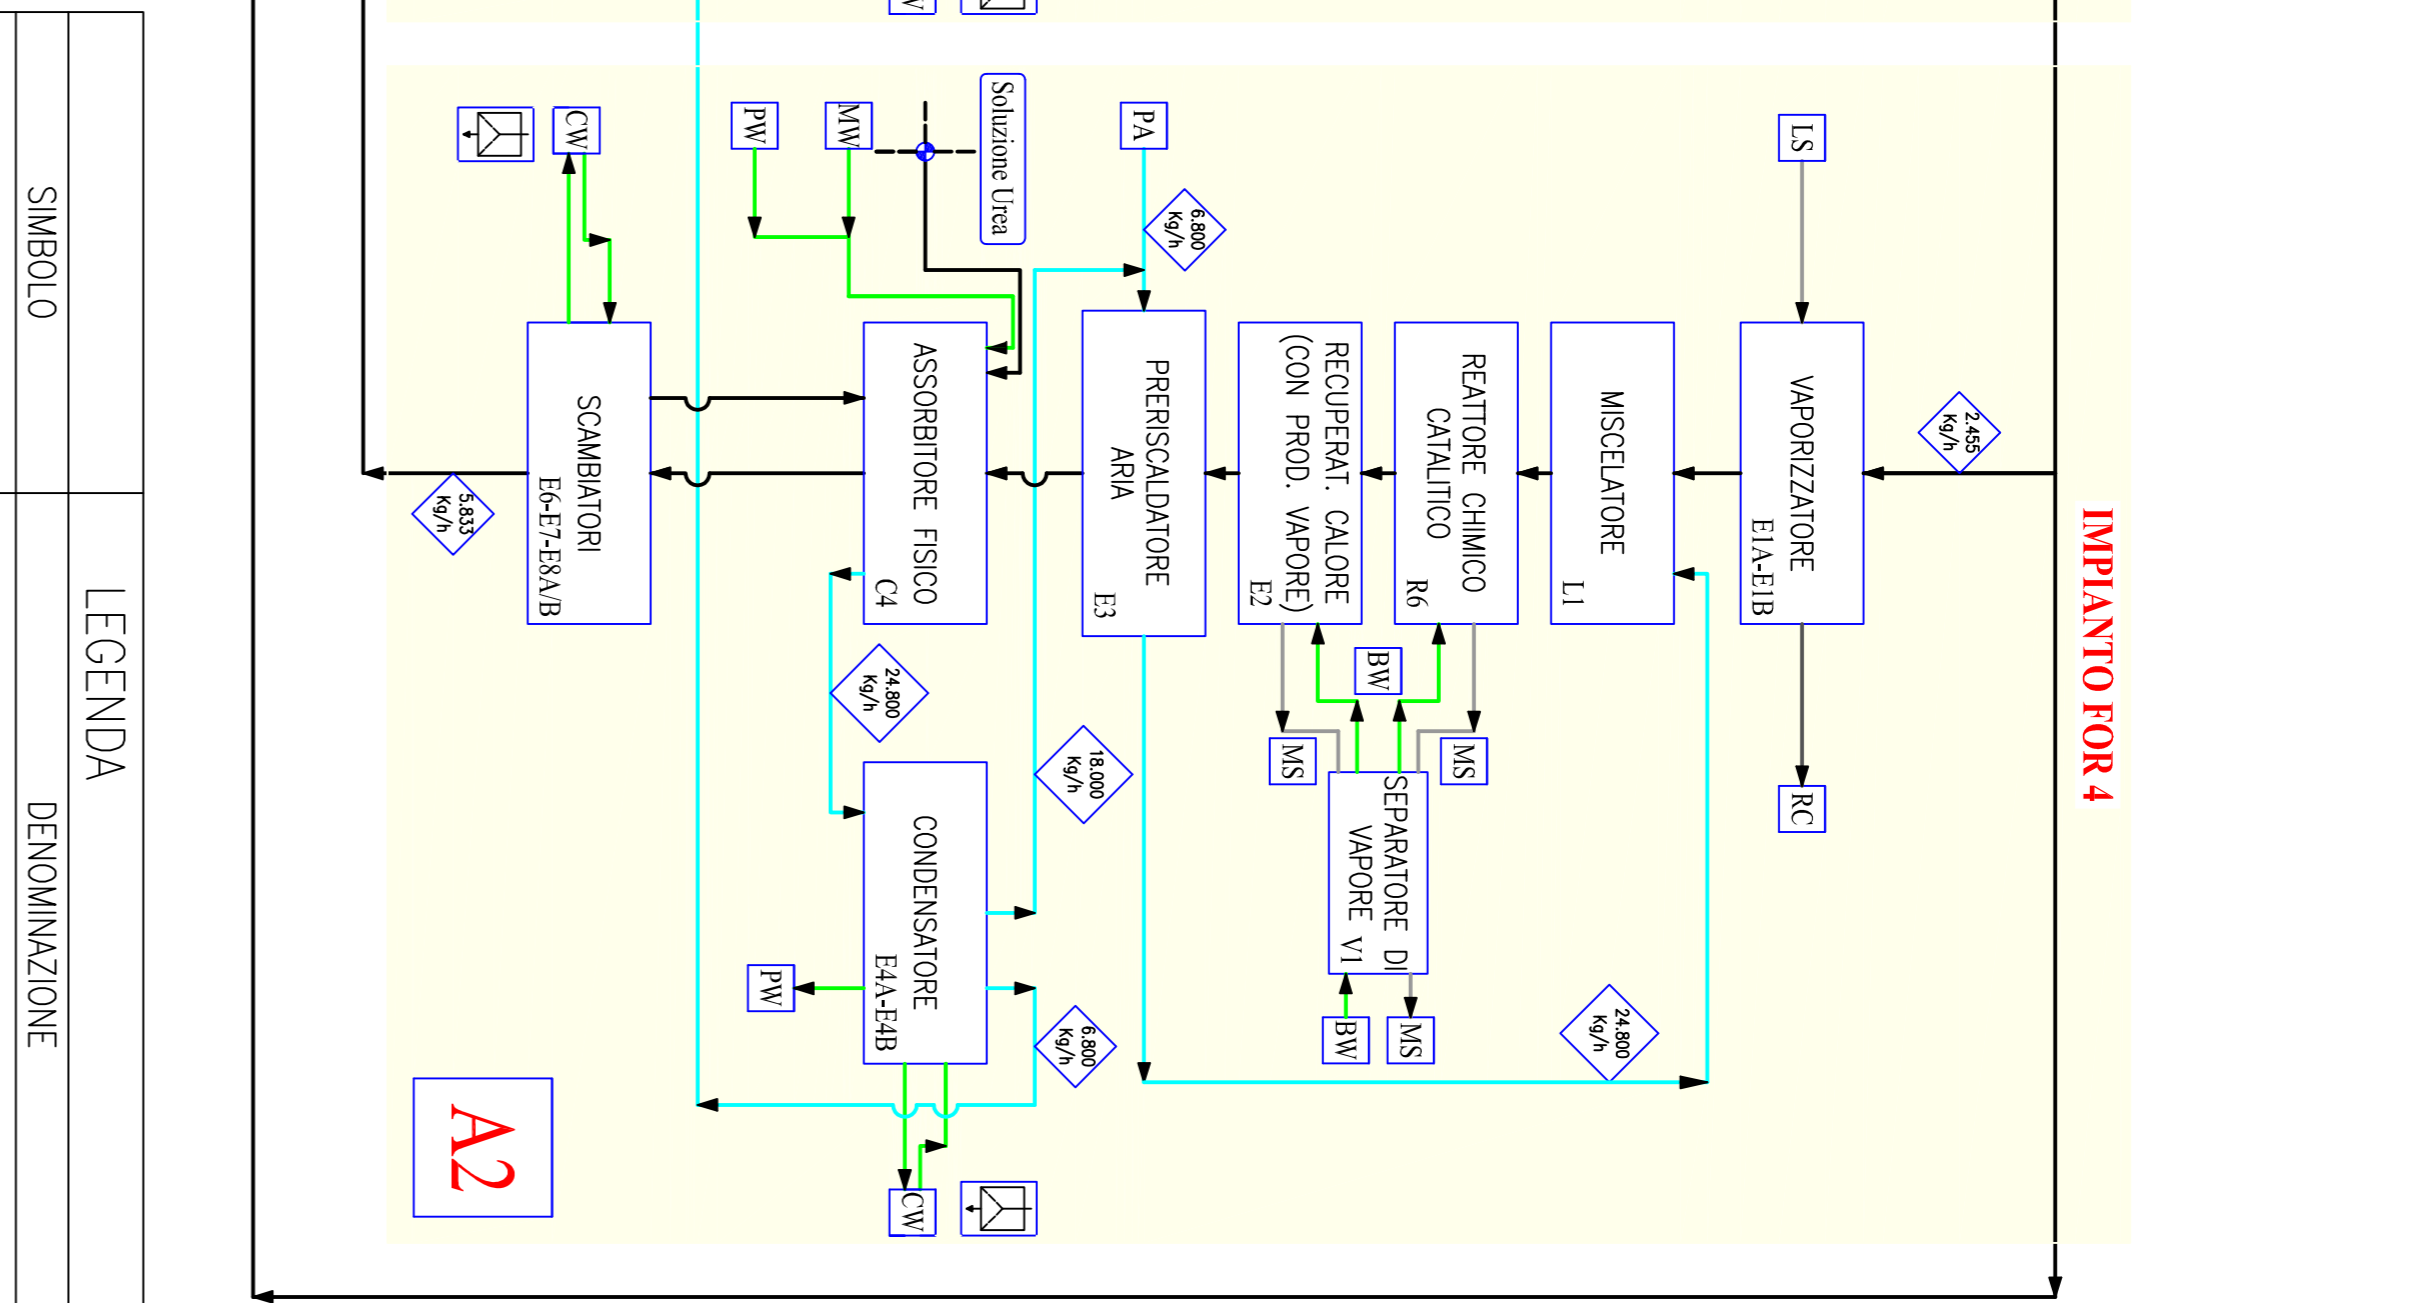 IMPIANTO FOR 4
2.455
Kg/h
LS
VAPORIZZATORE
E1A-E1B
RC
MISCELATORE
L1
24.800
Kg/h
REATTORE CHIMICO
CATALITICO
R6
MS
BW
RECUPERAT. CALORE
(CON PROD. VAPORE)
E2
MS
SEPARATORE DI
VAPORE V1
MS
BW
PA
6.800
Kg/h
PRERISCALDATORE
ARIA
E3
18.000
Kg/h
6.800
Kg/h
Soluzione Urea
MW
PW
ASSORBITORE FISICO
C4
24.800
Kg/h
CONDENSATORE
E4A-E4B
PW
CW
CW
SCAMBIATORI
E6-E7-E8A/B
5.833
Kg/h
A2
LEGENDA
SIMBOLO
DENOMINAZIONE